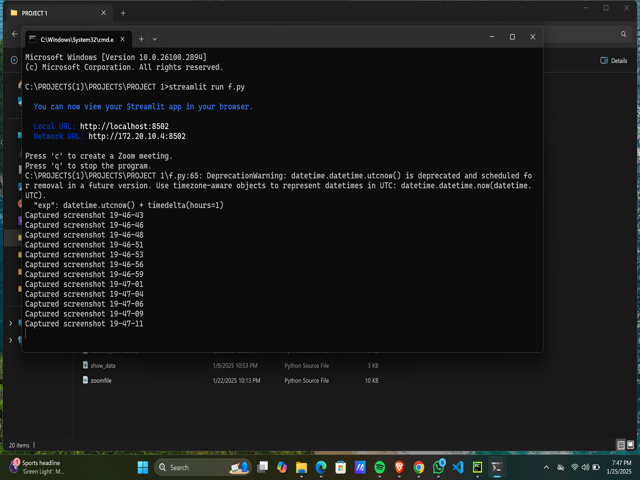 PROJECT 1
C:\Windows\System32\cmd.e
Details
Microsoft Windows [Version 10.0.26100.2894]
(c) Microsoft Corporation. All rights reserved.
C:\PROJECTS(1)\PROJECTS\PROJECT 1>streamlit run f.py
You can now view your Streamlit app in your browser.
Local URL: http://localhost:8502
Network URL: http://172.20.10.4:8502
Press 'c' to create a Zoom meeting.
Press 'q' to stop the program.
C:\PROJECTS(1)\PROJECTS\PROJECT 1\f.py:65: DeprecationWarning: datetime.datetime.utcnow() is deprecated and scheduled fo
r removal in a future version. Use timezone-aware objects to represent datetimes in UTC: datetime.datetime.now(datetime.
UTC).
"exp": datetime.utcnow() + timedelta(hours=1)
Captured screenshot 19-46-43
Captured screenshot 19-46-46
Captured screenshot 19-46-48
Captured screenshot 19-46-51
Captured screenshot 19-46-53
Captured screenshot 19-46-56
Captured screenshot 19-46-59
Captured screenshot 19-47-01
Captured screenshot 19-47-04
Captured screenshot 19-47-06
Captured screenshot 19-47-09
Captured screenshot 19-47-11
show_data 1/9/2025 10:53 PM Python Source File 3 KB
zoomfile 1/22/2025 10:13 PM Python Source File 10 KB
20 items
Sports headline
'Green Light': M...
Search
7:47 PM
1/25/2025